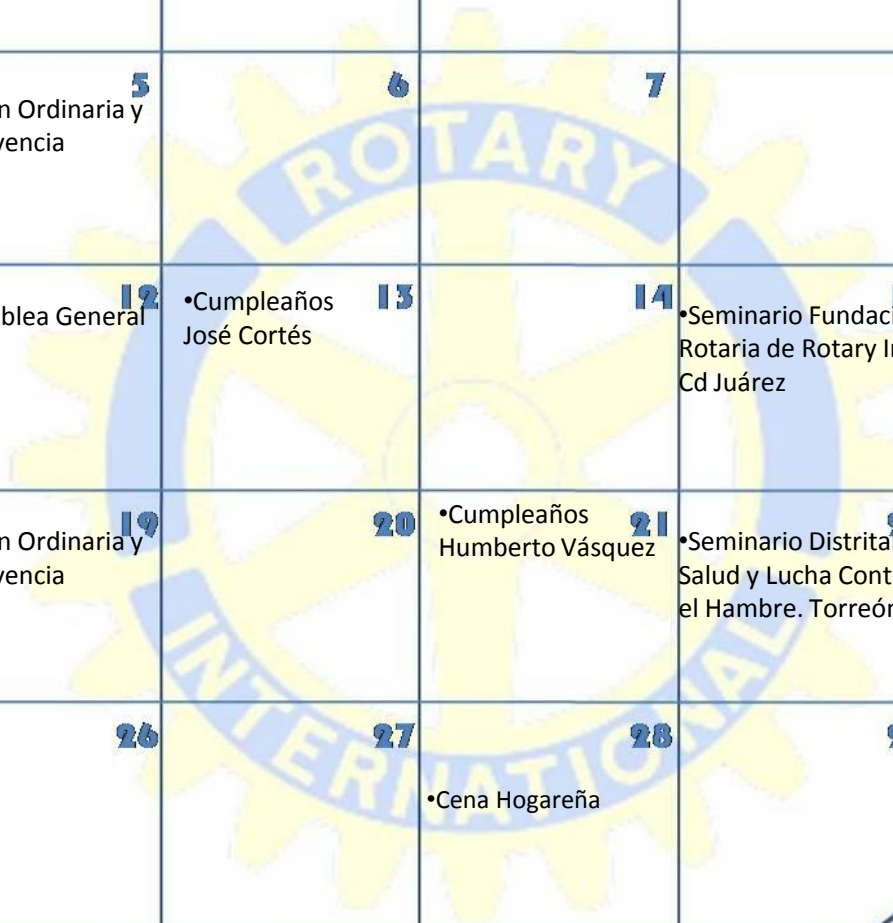 5
6
7
n Ordinaria y
vencia
ROTARY
12
blea General
•Cumpleaños
José Cortés
13
14
•Seminario Fundaci
Rotaria de Rotary I
Cd Juárez
19
n Ordinaria y
vencia
20
•Cumpleaños
Humberto Vásquez
21
•Seminario Distrita
Salud y Lucha Cont
el Hambre. Torreón
26
27
28
•Cena Hogareña
INTERNATIONAL